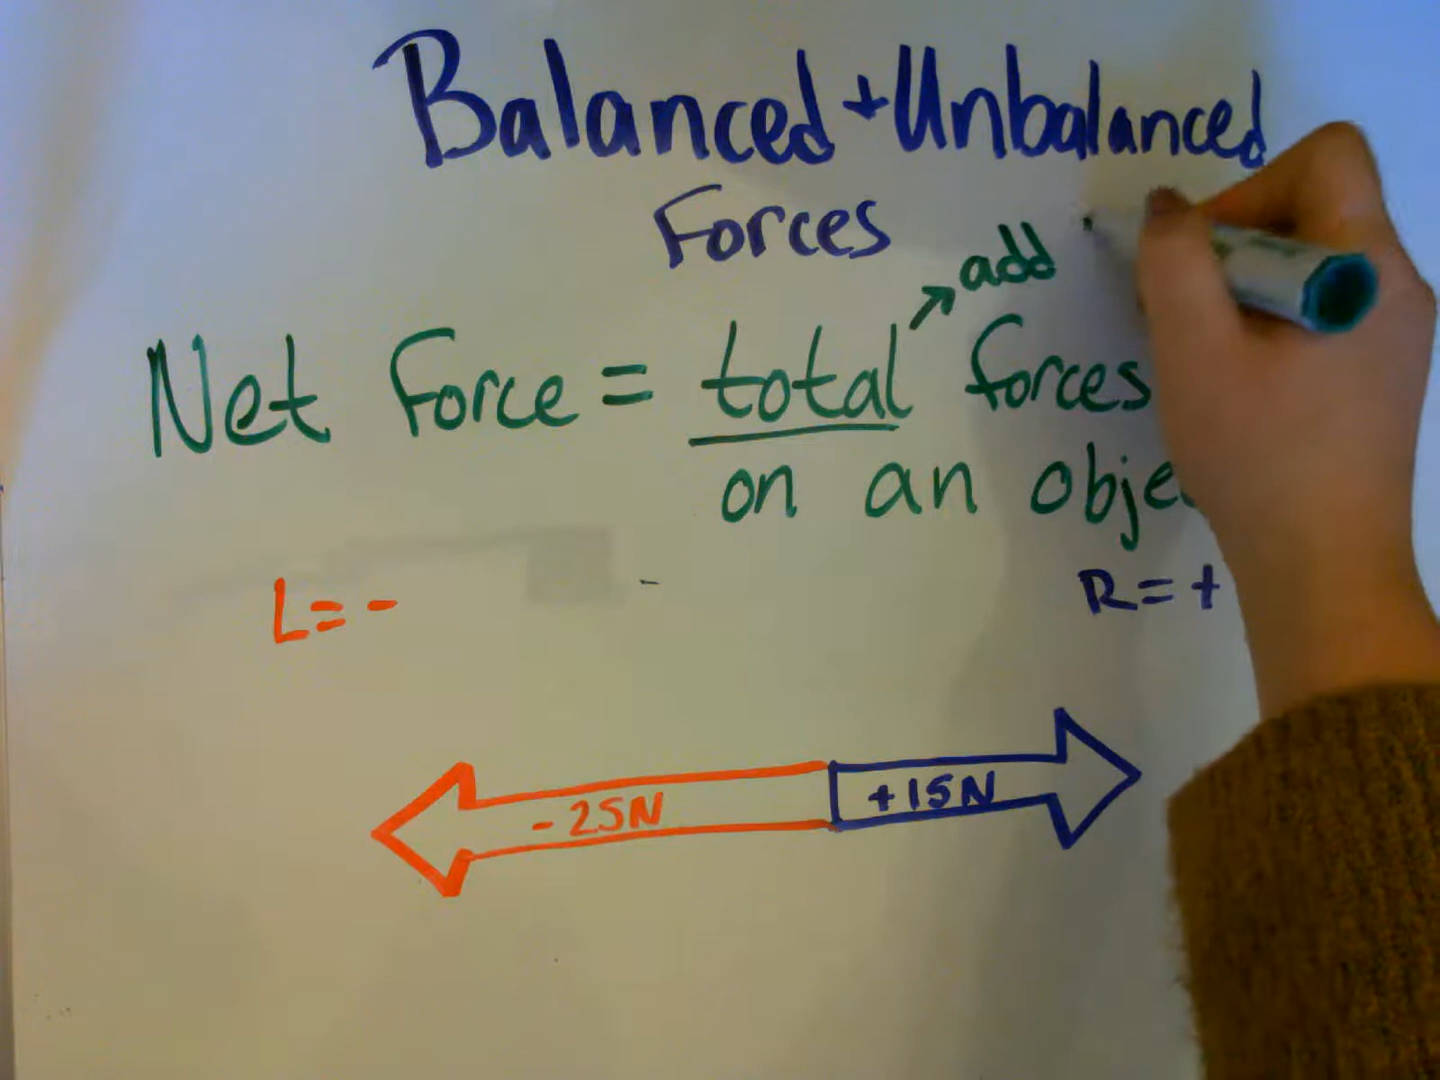 Balanced + Unbalanced
Forces
add
Net Force = total forces
on an obje
L = - R = +
- 25N +15N